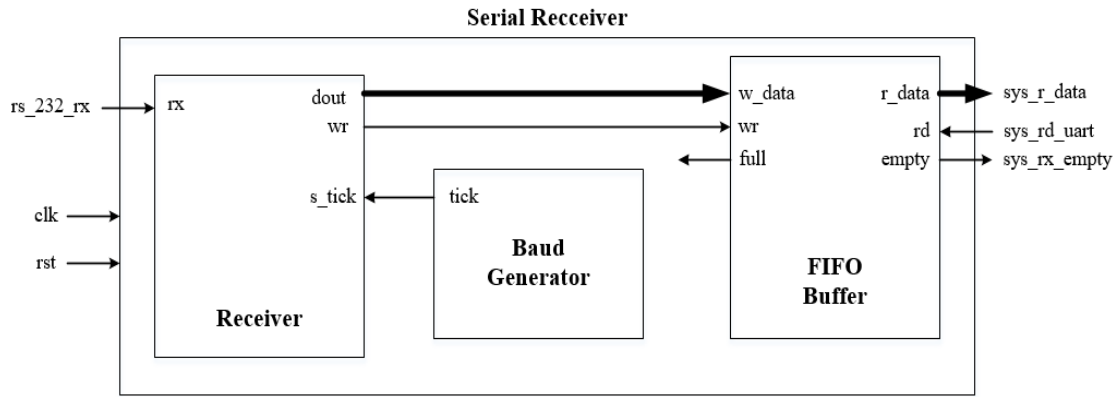 Serial Recceiver
rs_232_rx
rx
dout
w_data
r_data
sys_r_data
wr
wr
rd
sys_rd_uart
full
empty
sys_rx_empty
s_tick
tick
clk
rst
Baud
Generator
FIFO
Buffer
Receiver